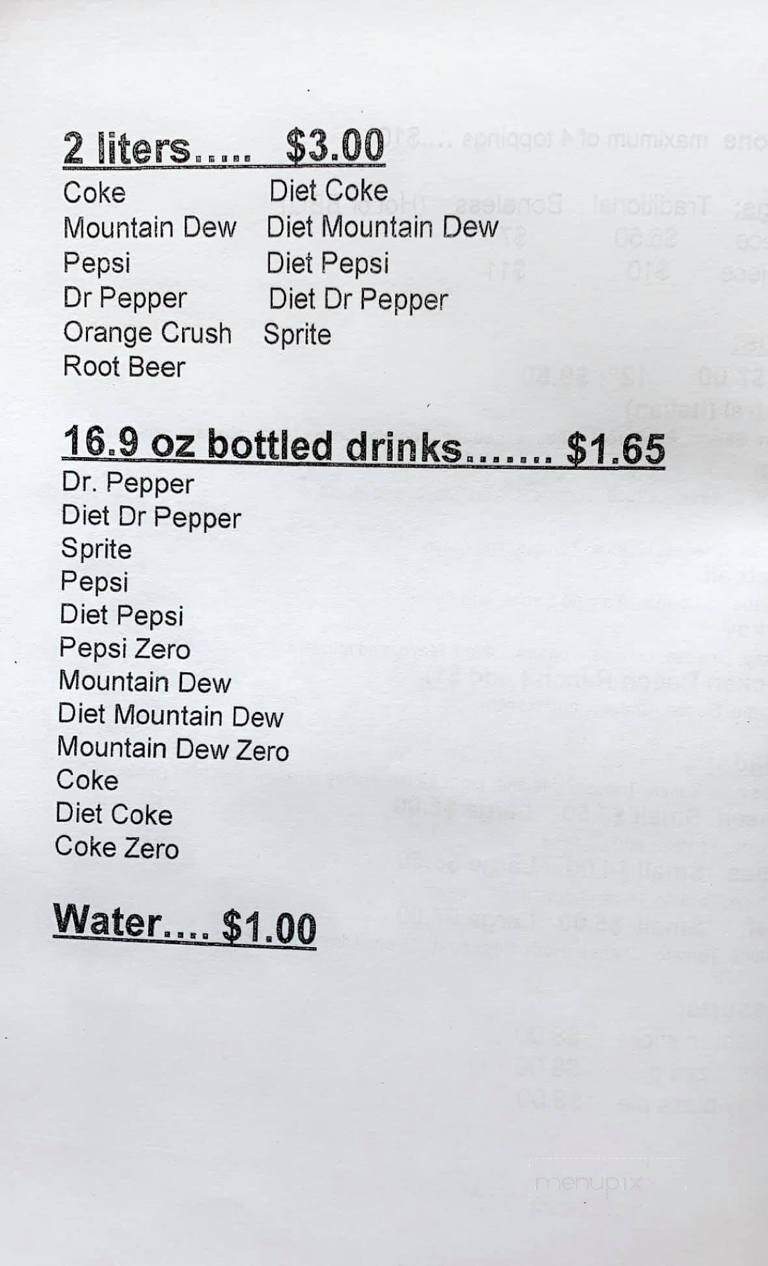 2 liters..... $3.00
Coke Diet Coke
Mountain Dew Diet Mountain Dew
Pepsi Diet Pepsi
Dr Pepper Diet Dr Pepper
Orange Crush Sprite
Root Beer
16.9 oz bottled drinks....... $1.65
Dr. Pepper
Diet Dr Pepper
Sprite
Pepsi
Diet Pepsi
Pepsi Zero
Mountain Dew
Diet Mountain Dew
Mountain Dew Zero
Coke
Diet Coke
Coke Zero
Water.... $1.00
menupix